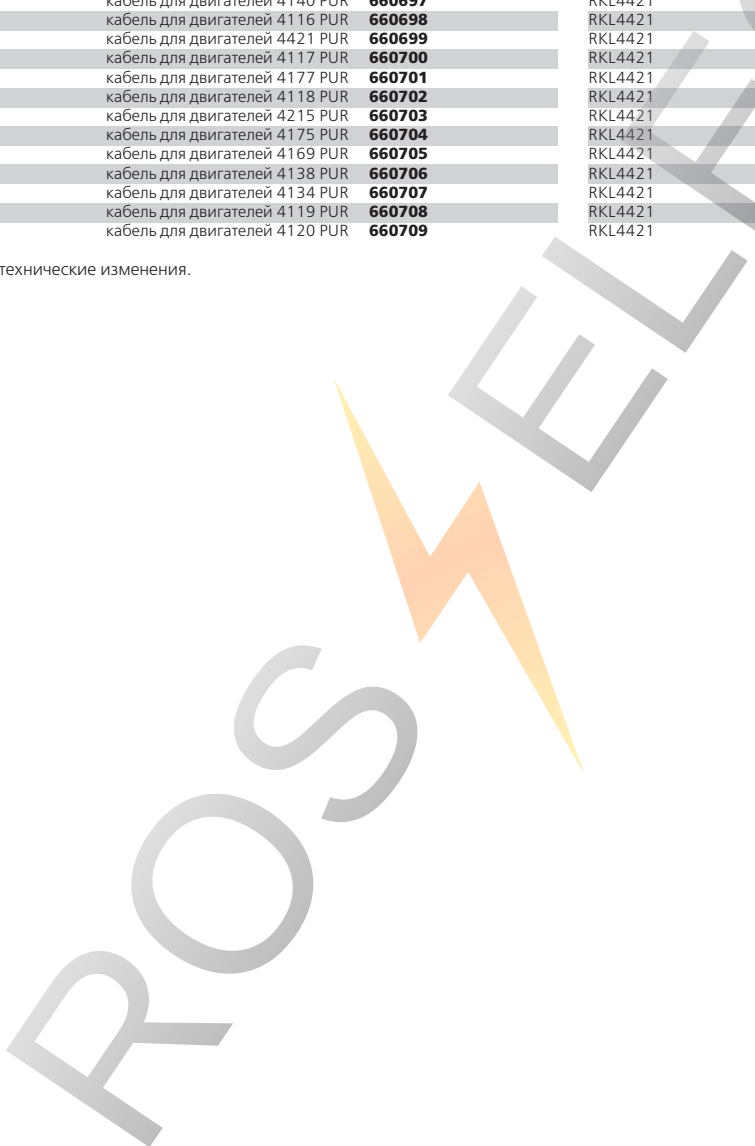 кабель для двигателей 4140 PUR 660697 RKL4421
кабель для двигателей 4116 PUR 660698 RKL4421
кабель для двигателей 4421 PUR 660699 RKL4421
кабель для двигателей 4117 PUR 660700 RKL4421
кабель для двигателей 4177 PUR 660701 RKL4421
кабель для двигателей 4118 PUR 660702 RKL4421
кабель для двигателей 4215 PUR 660703 RKL4421
кабель для двигателей 4175 PUR 660704 RKL4421
кабель для двигателей 4169 PUR 660705 RKL4421
кабель для двигателей 4138 PUR 660706 RKL4421
кабель для двигателей 4134 PUR 660707 RKL4421
кабель для двигателей 4119 PUR 660708 RKL4421
кабель для двигателей 4120 PUR 660709 RKL4421
технические изменения.
ROS ELE